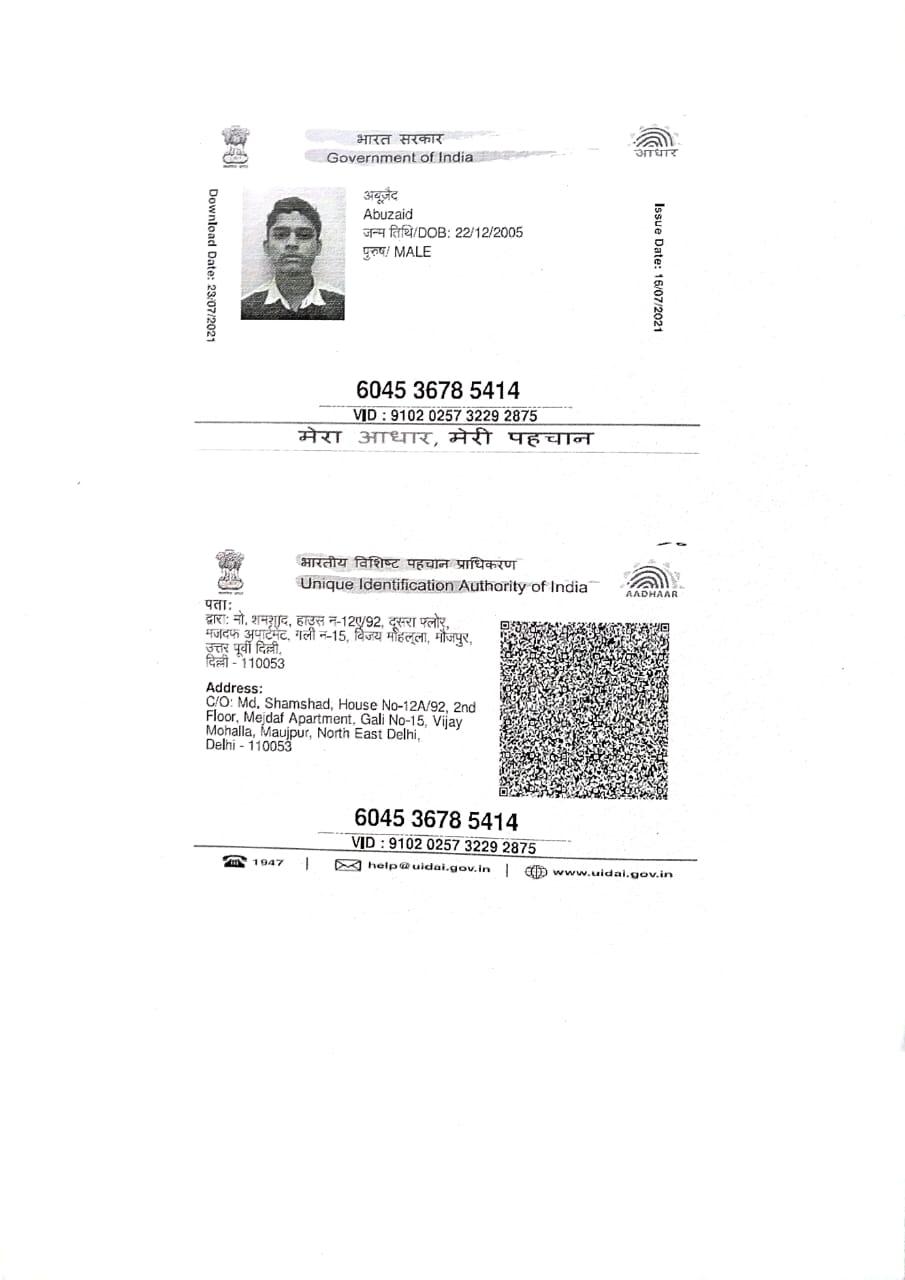 भारत सरकार
Government of India
आधार
Download Date: 23/07/2021
अबूज़ैद
Abuzaid
जन्म तिथि/DOB: 22/12/2005
पुरुष/ MALE
Issue Date: 16/07/2021
6045 3678 5414
VID : 9102 0257 3229 2875
मेरा आधार, मेरी पहचान
भारतीय विशिष्ट पहचान प्राधिकरण
Unique Identification Authority of India
AADHAAR
पता:
द्वारा: मो, शमशाद, हाउस न-12ए/92, दूसरा फ्लोर,
मेजदफ अपार्टमेंट, गली न-15, विजय मोहल्ला, मौजपुर,
उत्तर पूर्वी दिल्ली,
दिल्ली - 110053
Address:
C/O: Md, Shamshad, House No-12A/92, 2nd
Floor, Mejdaf Apartment, Gali No-15, Vijay
Mohalla, Maujpur, North East Delhi,
Delhi - 110053
6045 3678 5414
VID : 9102 0257 3229 2875
1947 | help@uidai.gov.in | www.uidai.gov.in